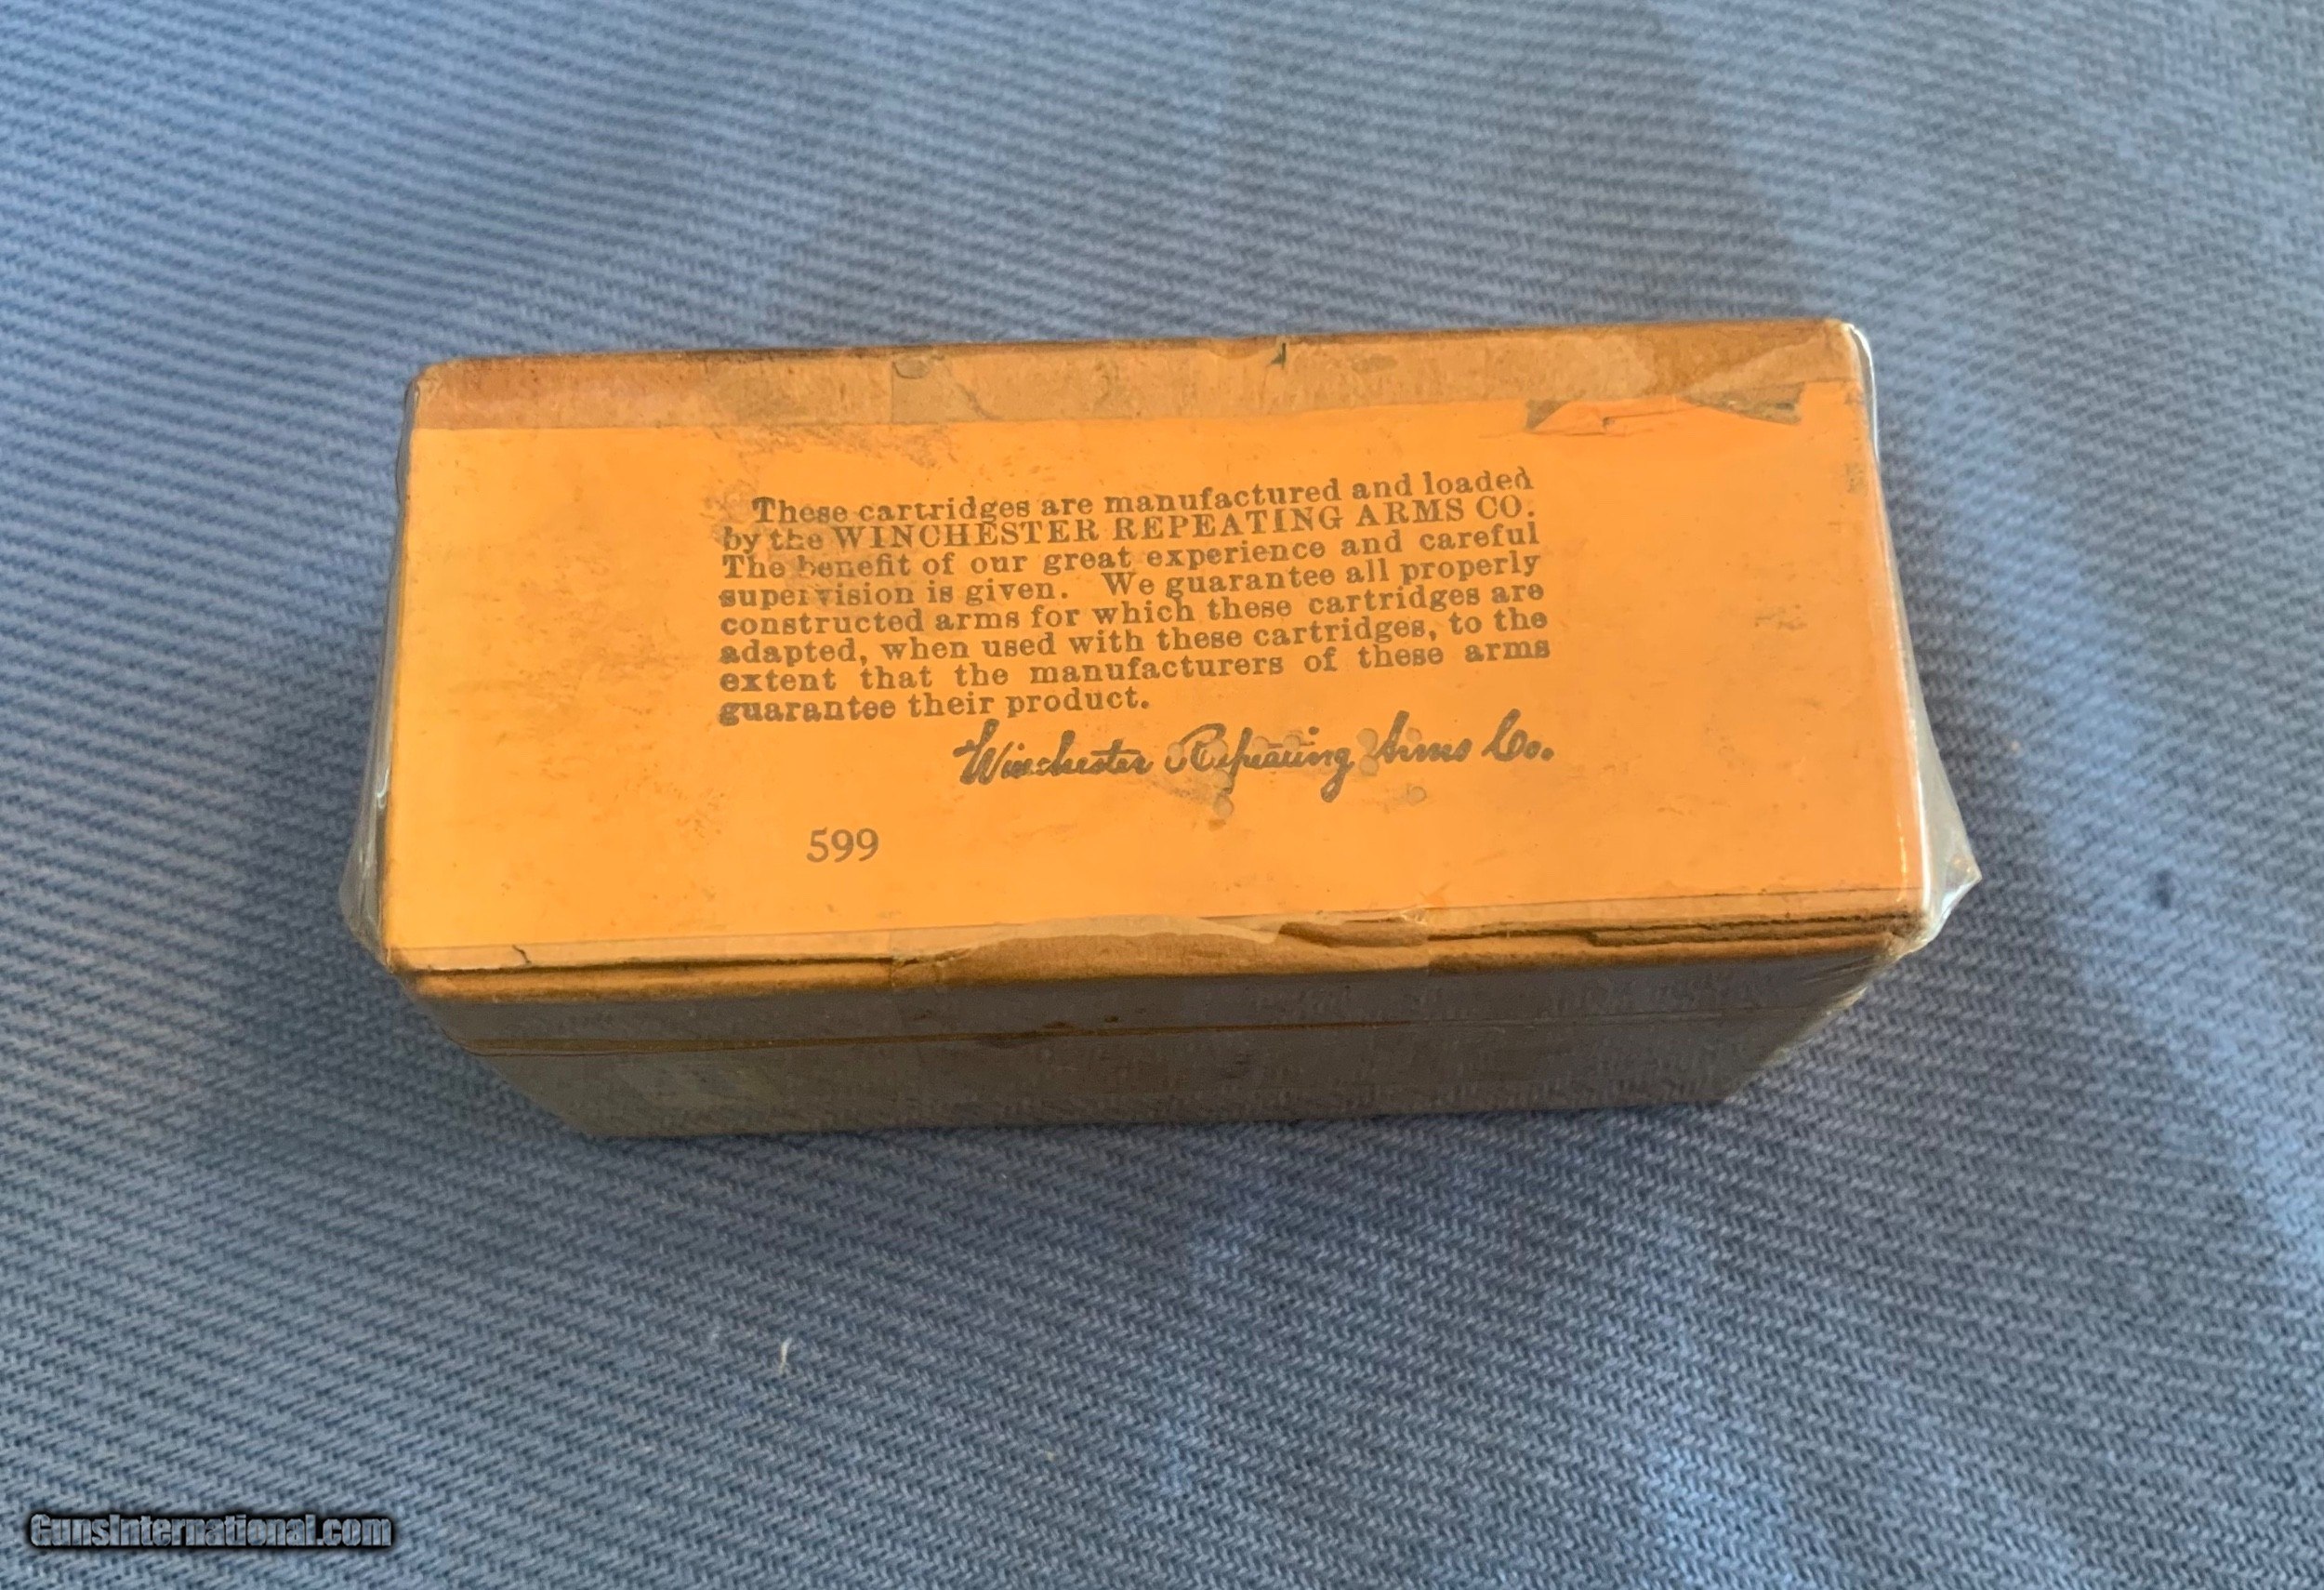 These cartridges are manufactured and loaded
by the WINCHESTER REPEATING ARMS CO.
The benefit of our great experience and careful
supervision is given. We guarantee all properly
constructed arms for which these cartridges are
adapted, when used with these cartridges, to the
extent that the manufacturers of these arms
guarantee their product.
Winchester Repeating Arms Co.
599
GunsInternational.com